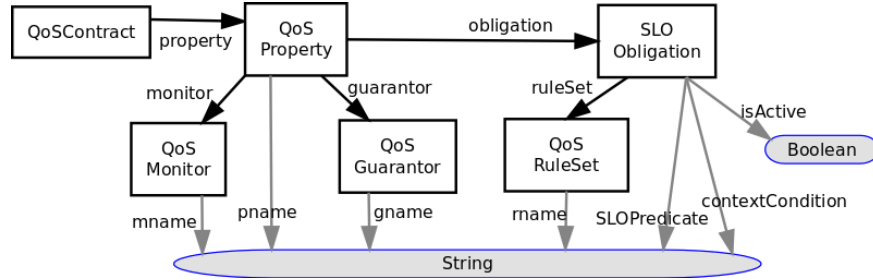 QoSContract
property
QoS
Property
obligation
SLO
Obligation
monitor
guarantor
ruleSet
isActive
QoS
Monitor
QoS
Guarantor
QoS
RuleSet
Boolean
mname
pname
gname
rname
SLOPredicate
contextCondition
String